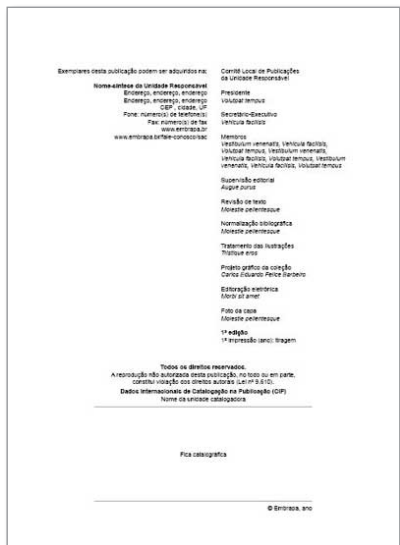 Exemplares desta publicação podem ser adquiridos na:
Nome-síntese da Unidade Responsável
Endereço, endereço, endereço
Endereço, endereço, endereço
CEP , cidade, UF
Fone: número(s) de telefone(s)
Fax: número(s) de fax
www.embrapa.br
www.embrapa.br/fale-conosco/sac
Comitê Local de Publicações
da Unidade Responsável
Presidente
Volutpat tempus
Secretário-Executivo
Vehicula facilisis
Membros
Vestibulum venenatis, Vehicula facilisis,
Volutpat tempus, Vestibulum venenatis,
Vehicula facilisis, Volutpat tempus, Vestibulum
venenatis, Vehicula facilisis, Volutpat tempus
Supervisão editorial
Augue purus
Revisão de texto
Molestie pellentesque
Normalização bibliográfica
Molestie pellentesque
Tratamento das ilustrações
Tristique eros
Projeto gráfico da coleção
Carlos Eduardo Felice Barbeiro
Editoração eletrônica
Morbi sit amet
Foto da capa
Molestie pellentesque
1ª edição
1ª impressão (ano): tiragem
Todos os direitos reservados.
A reprodução não autorizada desta publicação, no todo ou em parte,
constitui violação dos direitos autorais (Lei nº 9.610).
Dados Internacionais de Catalogação na Publicação (CIP)
Nome da unidade catalogadora
Fica catalográfica
© Embrapa, ano